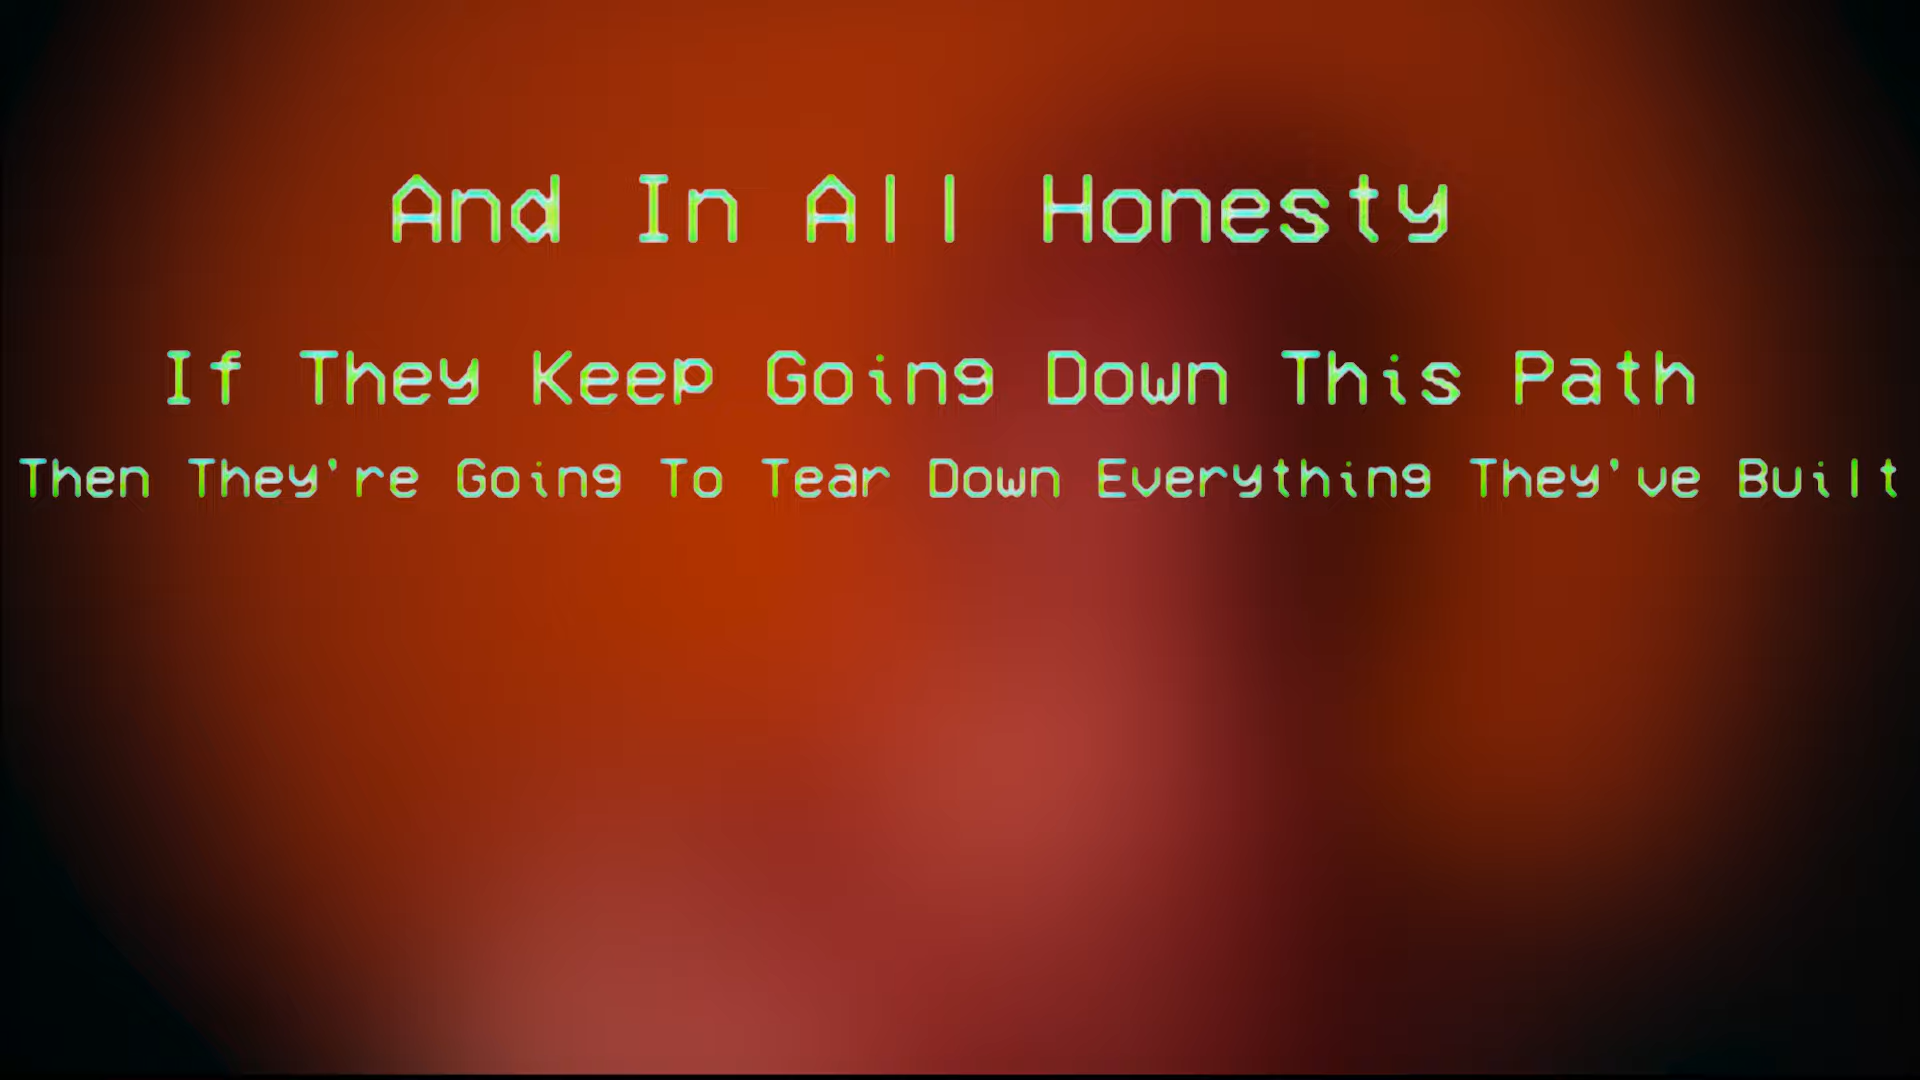 And In All Honesty
If They Keep Going Down This Path
Then They're Going To Tear Down Everything They've Built